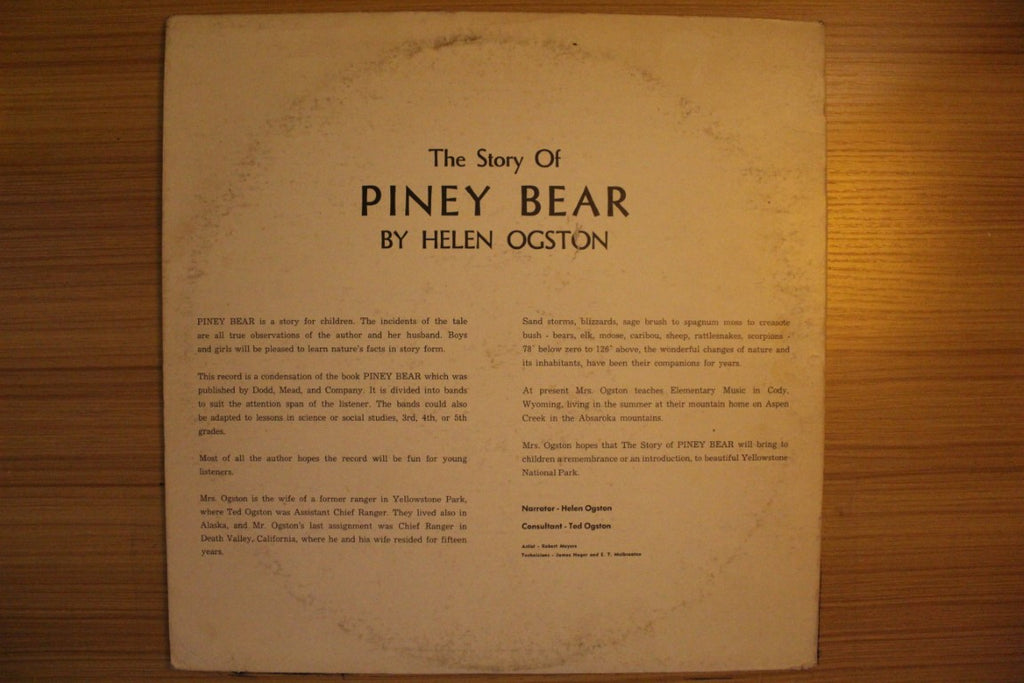 The Story Of
PINEY BEAR
BY HELEN OGSTON
PINEY BEAR is a story for children. The incidents of the tale
are all true observations of the author and her husband. Boys
and girls will be pleased to learn nature's facts in story form.
This record is a condensation of the book PINEY BEAR which was
published by Dodd, Mead, and Company. It is divided into bands
to suit the attention span of the listener. The bands could also
be adapted to lessons in science or social studies, 3rd, 4th, or 5th
grades.
Most of all the author hopes the record will be fun for young
listeners.
Mrs. Ogston is the wife of a former ranger in Yellowstone Park,
where Ted Ogston was Assistant Chief Ranger. They lived also in
Alaska, and Mr. Ogston's last assignment was Chief Ranger in
Death Valley, California, where he and his wife resided for fifteen
years.
Sand storms, blizzards, sage brush to spagnum moss to creasote
bush - bears, elk, moose, caribou, sheep, rattlesnakes, scorpions -
78° below zero to 126° above, the wonderful changes of nature and
its inhabitants, have been their companions for years.
At present Mrs. Ogston teaches Elementary Music in Cody,
Wyoming, living in the summer at their mountain home on Aspen
Creek in the Absaroka mountains.
Mrs. Ogston hopes that The Story of PINEY BEAR will bring to
children a remembrance or an introduction, to beautiful Yellowstone
National Park.
Narrator - Helen Ogston
Consultant - Ted Ogston
Artist - Robert Meyers
Technicians - James Hager and E. T.